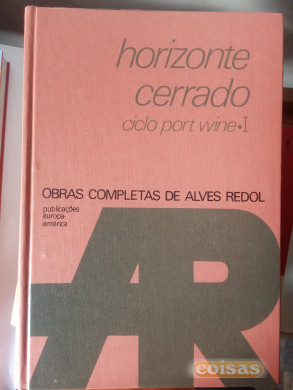 horizonte
cerrado
ciclo port wine • I
OBRAS COMPLETAS DE ALVES REDOL
publicações
europa-
américa
AR
coisas